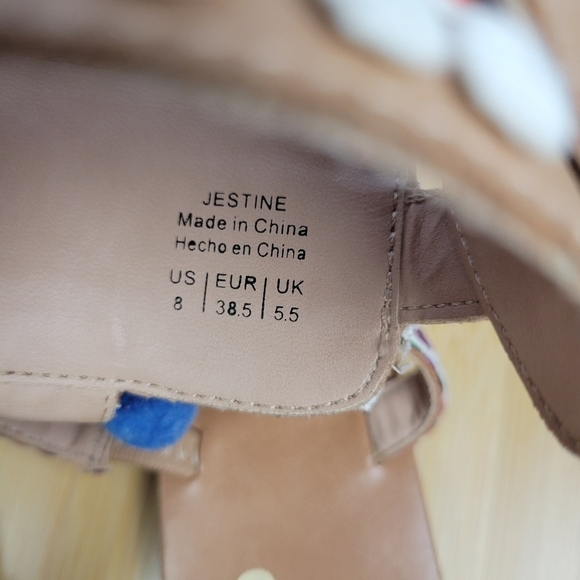 JESTINE
Made in China
Hecho en China
US | EUR | UK
8 | 38.5 | 5.5